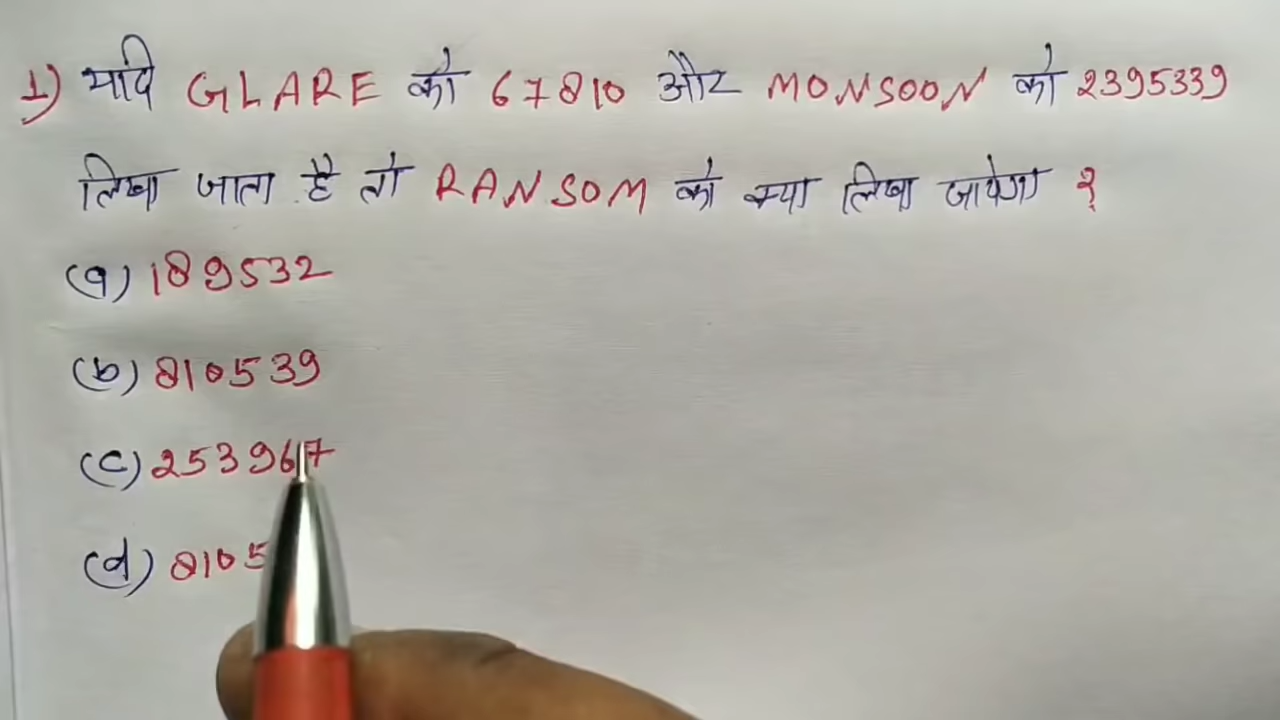 1) यदि GLARE को 67810 और MONSOON को 2395339
लिखा जाता है तो RANSOM को क्या लिखा जायेगा ?
(a) 189532
(b) 810539
(c) 253967
(d) 8105